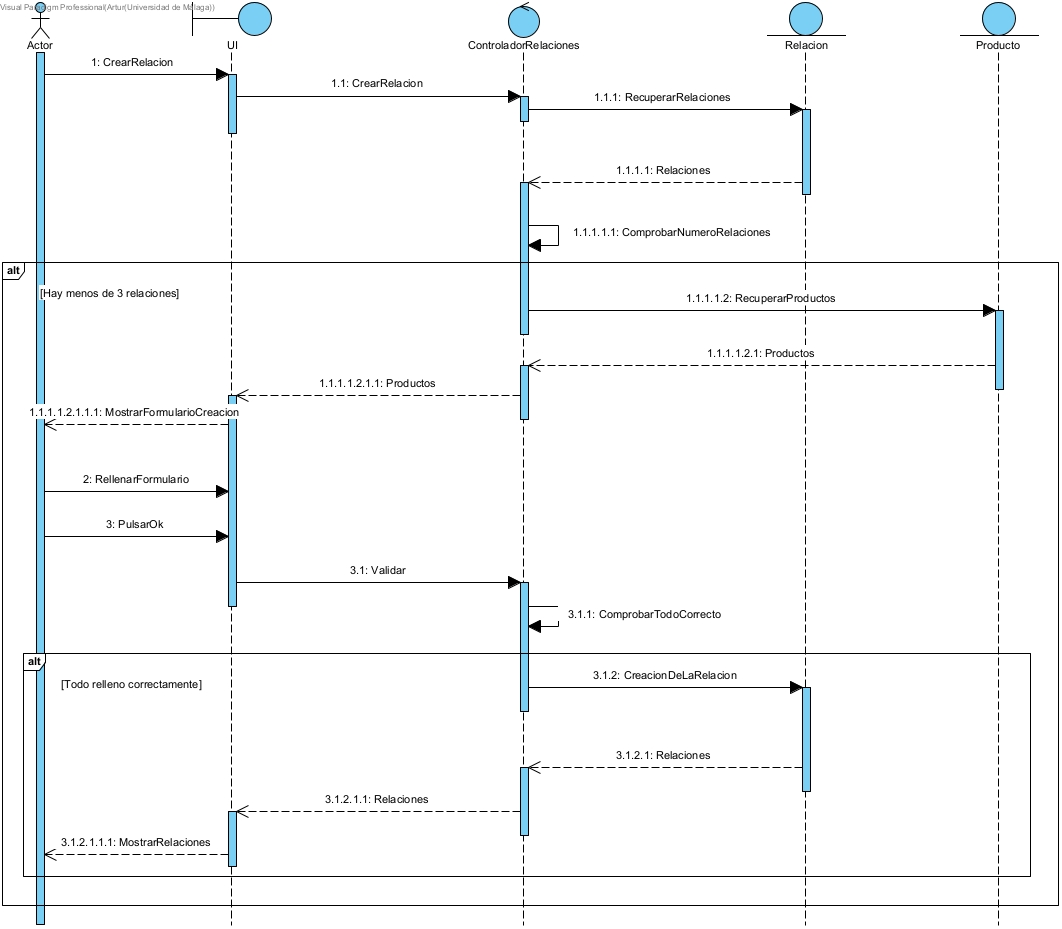 Visual Paradigm Professional(Artur(Universidad de Malaga))
Actor
UI
ControladorRelaciones
Relacion
Producto
1: CrearRelacion
1.1: CrearRelacion
1.1.1: RecuperarRelaciones
1.1.1.1: Relaciones
1.1.1.1.1: ComprobarNumeroRelaciones
alt
[Hay menos de 3 relaciones]
1.1.1.1.2: RecuperarProductos
1.1.1.1.2.1: Productos
1.1.1.1.2.1.1: Productos
1.1.1.1.2.1.1.1: MostrarFormularioCreacion
2: RellenarFormulario
3: PulsarOk
3.1: Validar
3.1.1: ComprobarTodoCorrecto
alt
[Todo relleno correctamente]
3.1.2: CreacionDeLaRelacion
3.1.2.1: Relaciones
3.1.2.1.1: Relaciones
3.1.2.1.1.1: MostrarRelaciones